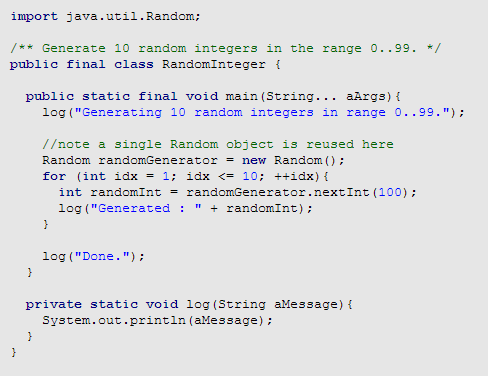 import java.util.Random;

/** Generate 10 random integers in the range 0..99. */
public final class RandomInteger {

  public static final void main(String... aArgs){
    log("Generating 10 random integers in range 0..99.");

    //note a single Random object is reused here
    Random randomGenerator = new Random();
    for (int idx = 1; idx <= 10; ++idx){
      int randomInt = randomGenerator.nextInt(100);
      log("Generated : " + randomInt);
    }

    log("Done.");
  }

  private static void log(String aMessage){
    System.out.println(aMessage);
  }
}